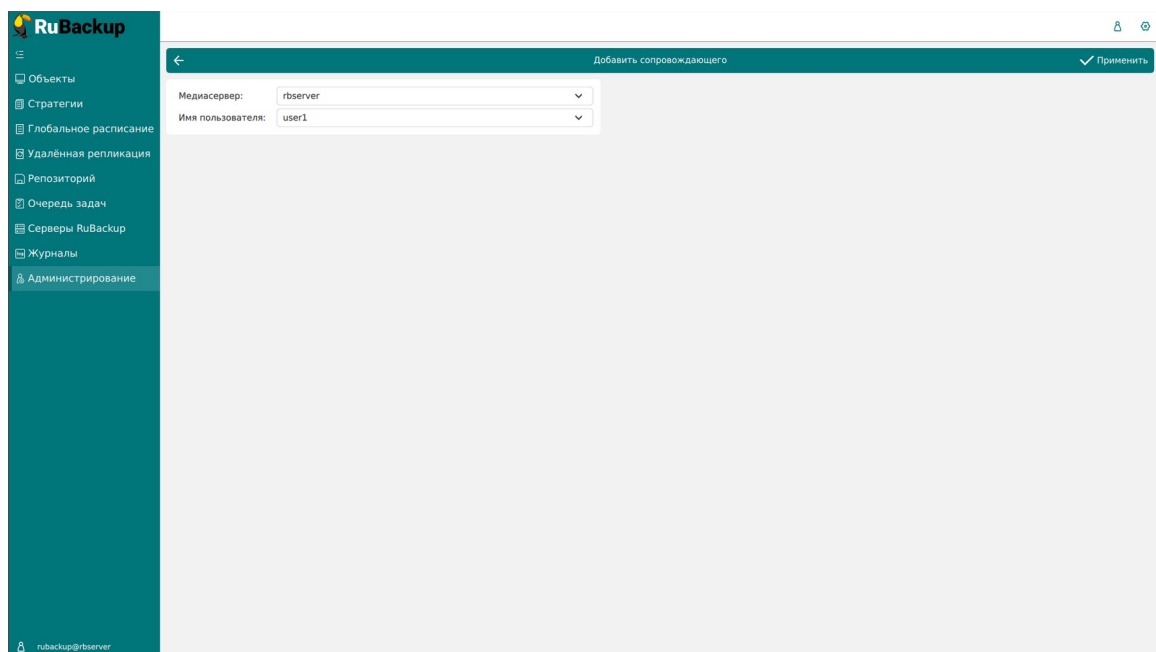 RuBackup
Добавить сопровождающего
Применить
Объекты
Стратегии
Глобальное расписание
Удалённая репликация
Репозиторий
Очередь задач
Серверы RuBackup
Журналы
Администрирование
Медиасервер: rbserver
Имя пользователя: user1
rubackup@rbserver